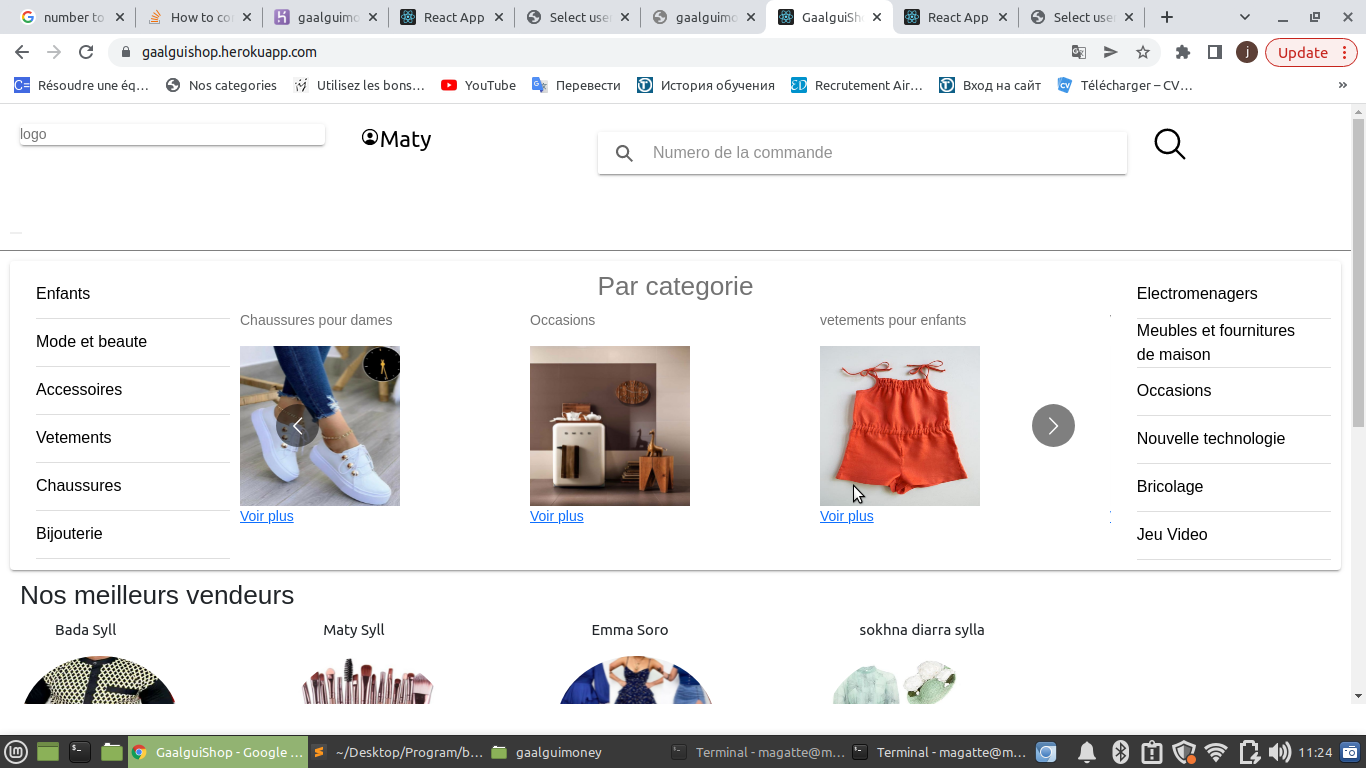 number to
How to co
gaalguimo
React App
Select use
gaalguimo
GaalguiSh
React App
Select use
gaalguishop.herokuapp.com
j
Update
Résoudre une éq…
Nos categories
Utilisez les bons…
YouTube
Перевести
История обучения
Recrutement Air…
Вход на сайт
Télécharger – CV…
»
logo
Maty
Numero de la commande
Par categorie
Enfants
Mode et beaute
Accessoires
Vetements
Chaussures
Bijouterie
Chaussures pour dames
Voir plus
Occasions
Voir plus
vetements pour enfants
Voir plus
Electromenagers
Meubles et fournitures
de maison
Occasions
Nouvelle technologie
Bricolage
Jeu Video
Nos meilleurs vendeurs
Bada Syll
Maty Syll
Emma Soro
sokhna diarra sylla
GaalguiShop - Google …
~/Desktop/Program/b…
gaalguimoney
Terminal - magatte@m…
Terminal - magatte@m…
11:24